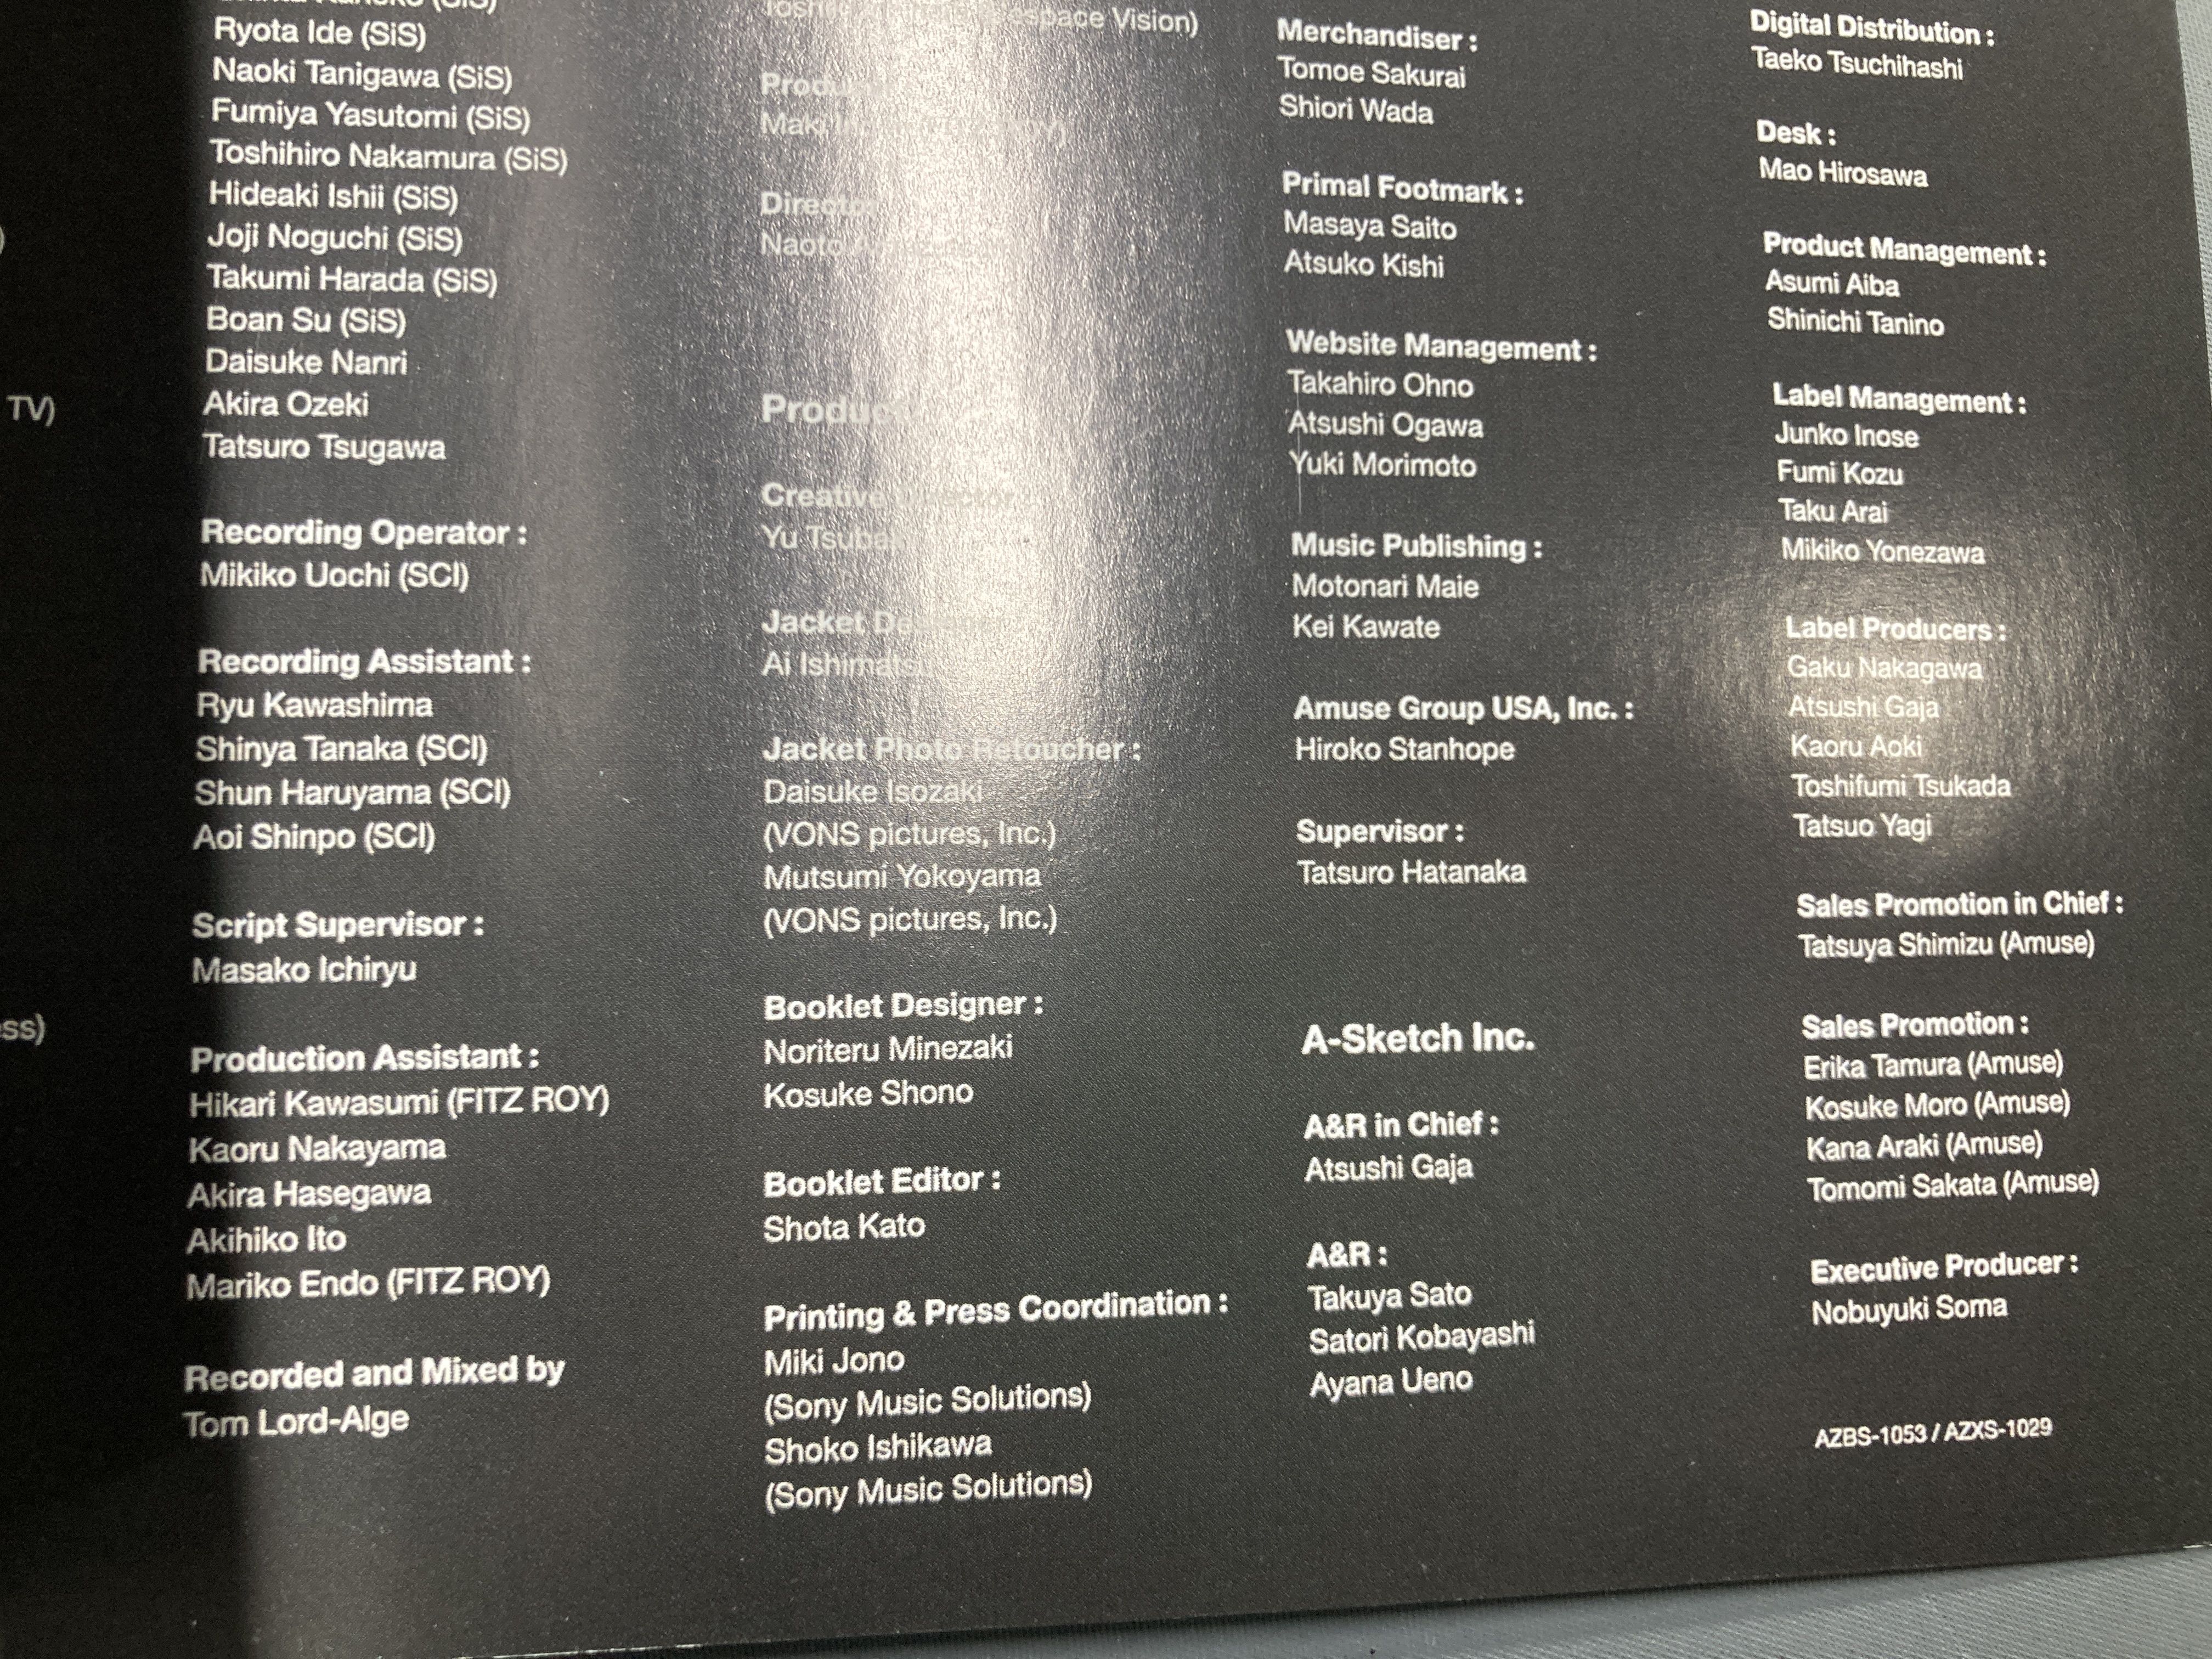 (SiS)
Ryota Ide (SiS)
Naoki Tanigawa (SiS)
Fumiya Yasutomi (SiS)
Toshihiro Nakamura (SiS)
Hideaki Ishii (SiS)
Joji Noguchi (SiS)
Takumi Harada (SiS)
Boan Su (SiS)
Daisuke Nanri
Akira Ozeki
Tatsuro Tsugawa
Recording Operator :
Mikiko Uochi (SCI)
Recording Assistant :
Ryu Kawashima
Shinya Tanaka (SCI)
Shun Haruyama (SCI)
Aoi Shinpo (SCI)
Script Supervisor :
Masako Ichiryu
Production Assistant :
Hikari Kawasumi (FITZ ROY)
Kaoru Nakayama
Akira Hasegawa
Akihiko Ito
Mariko Endo (FITZ ROY)
Recorded and Mixed by
Tom Lord-Alge
TV)
Vision)
Creative Director
Yu
Jacket
Ai
Jacket Photo Retoucher :
Daisuke Isozaki
(VONS pictures, Inc.)
Mutsumi Yokoyama
(VONS pictures, Inc.)
Booklet Designer :
Noriteru Minezaki
Kosuke Shono
Booklet Editor :
Shota Kato
Printing & Press Coordination :
Miki Jono
(Sony Music Solutions)
Shoko Ishikawa
(Sony Music Solutions)
Merchandiser :
Tomoe Sakurai
Shiori Wada
Primal Footmark :
Masaya Saito
Atsuko Kishi
Website Management :
Takahiro Ohno
Atsushi Ogawa
Yuki Morimoto
Music Publishing :
Motonari Maie
Kei Kawate
Amuse Group USA, Inc. :
Hiroko Stanhope
Supervisor :
Tatsuro Hatanaka
A-Sketch Inc.
A&R in Chief :
Atsushi Gaja
A&R :
Takuya Sato
Satori Kobayashi
Ayana Ueno
Digital Distribution :
Taeko Tsuchihashi
Desk :
Mao Hirosawa
Product Management :
Asumi Aiba
Shinichi Tanino
Label Management :
Junko Inose
Fumi Kozu
Taku Arai
Mikiko Yonezawa
Label Producers :
Gaku Nakagawa
Atsushi Gaja
Kaoru Aoki
Toshifumi Tsukada
Tatsuo Yagi
Sales Promotion in Chief :
Tatsuya Shimizu (Amuse)
Sales Promotion :
Erika Tamura (Amuse)
Kosuke Moro (Amuse)
Kana Araki (Amuse)
Tomomi Sakata (Amuse)
Executive Producer :
Nobuyuki Soma
AZBS-1053 / AZXS-1029